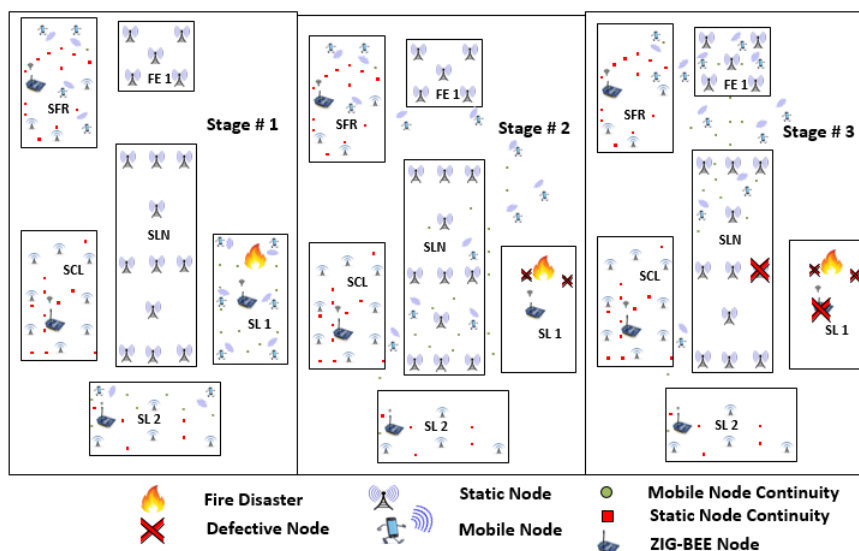 FE 1
SFR
Stage # 1
SLN
SCL
SL 1
SL 2
FE 1
SFR
Stage # 2
SLN
SCL
SL 1
SL 2
FE 1
SFR
Stage # 3
SLN
SCL
SL 1
SL 2
Fire Disaster
Static Node
Mobile Node Continuity
Defective Node
Mobile Node
Static Node Continuity
ZIG-BEE Node